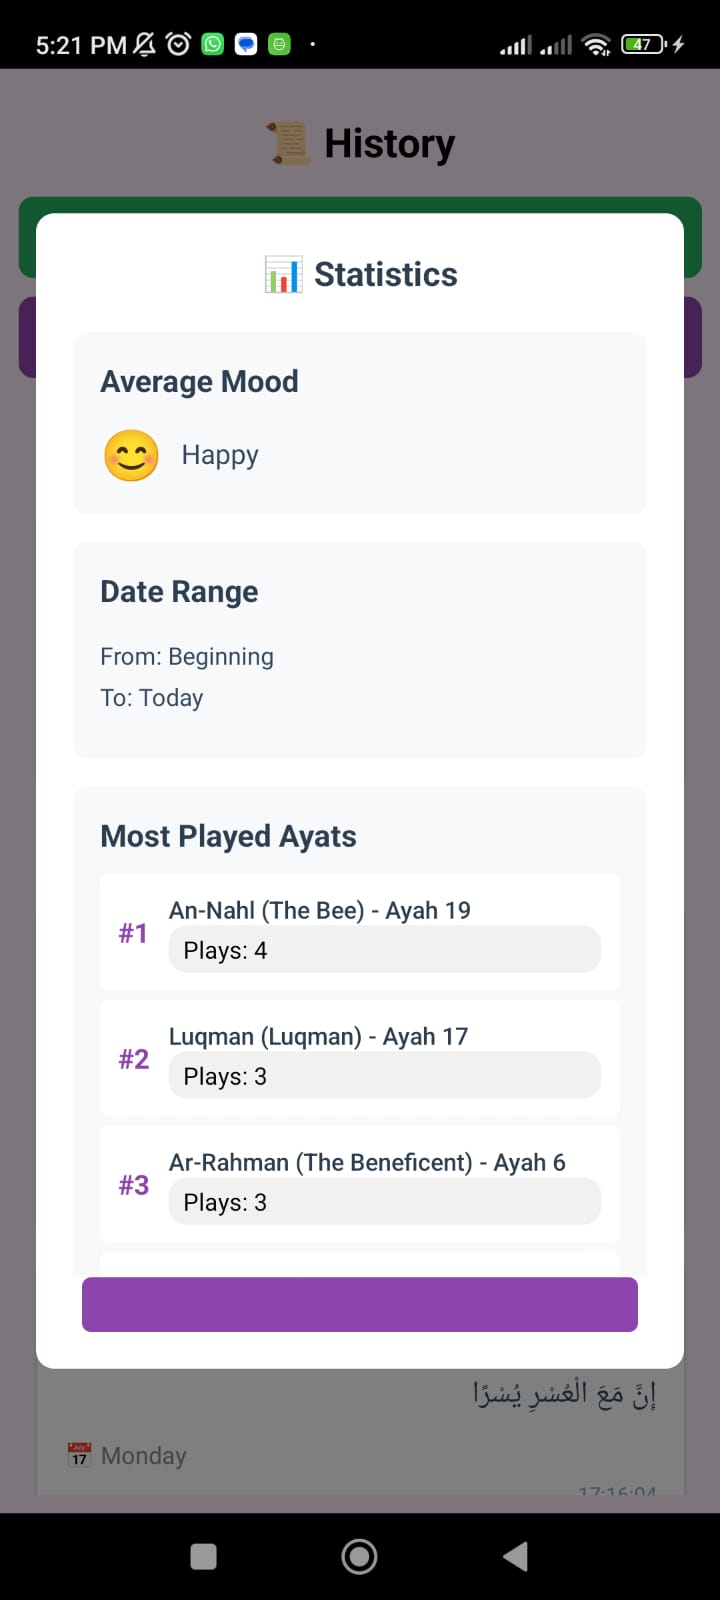 5:21 PM
47
📜 History
📊 Statistics
Average Mood
😊 Happy
Date Range
From: Beginning
To: Today
Most Played Ayats
#1
An-Nahl (The Bee) - Ayah 19
Plays: 4
#2
Luqman (Luqman) - Ayah 17
Plays: 3
#3
Ar-Rahman (The Beneficent) - Ayah 6
Plays: 3
إِنَّ مَعَ الْعُسْرِ يُسْرًا
📅 Monday
17:16:04